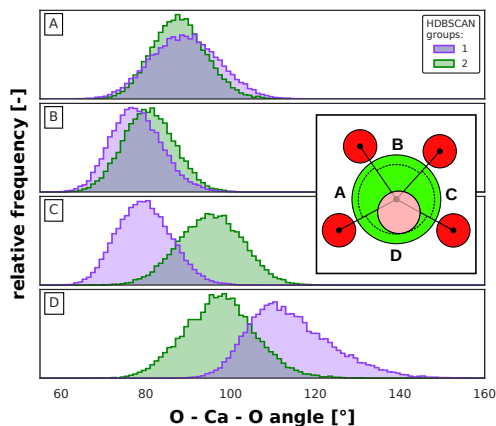 A
HDBSCAN
groups:
1
2
B
C
D
B
A
C
D
relative frequency [-]
60 80 100 120 140 160
O - Ca - O angle [°]